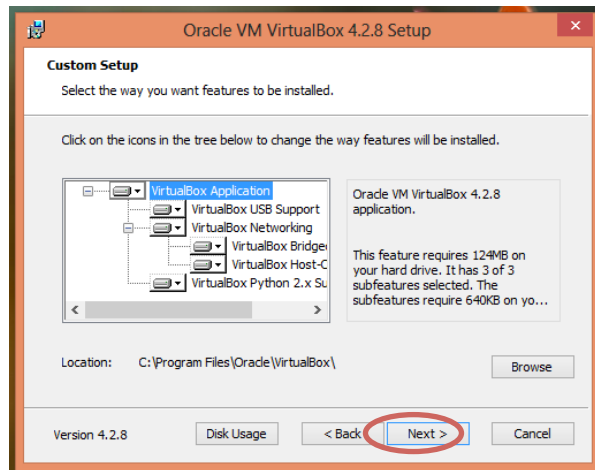 Oracle VM VirtualBox 4.2.8 Setup
Custom Setup
Select the way you want features to be installed.
Click on the icons in the tree below to change the way features will be installed.
VirtualBox Application
VirtualBox USB Support
VirtualBox Networking
VirtualBox Bridge
VirtualBox Host-C
VirtualBox Python 2.x Su
Oracle VM VirtualBox 4.2.8
application.
This feature requires 124MB on
your hard drive. It has 3 of 3
subfeatures selected. The
subfeatures require 640KB on yo...
Location: C:\Program Files\Oracle\VirtualBox\
Browse
Version 4.2.8 Disk Usage < Back Next > Cancel